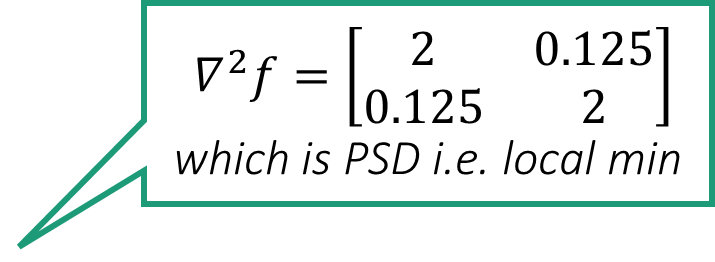 ∇²f = [2 0.125
0.125 2]
which is PSD i.e. local min